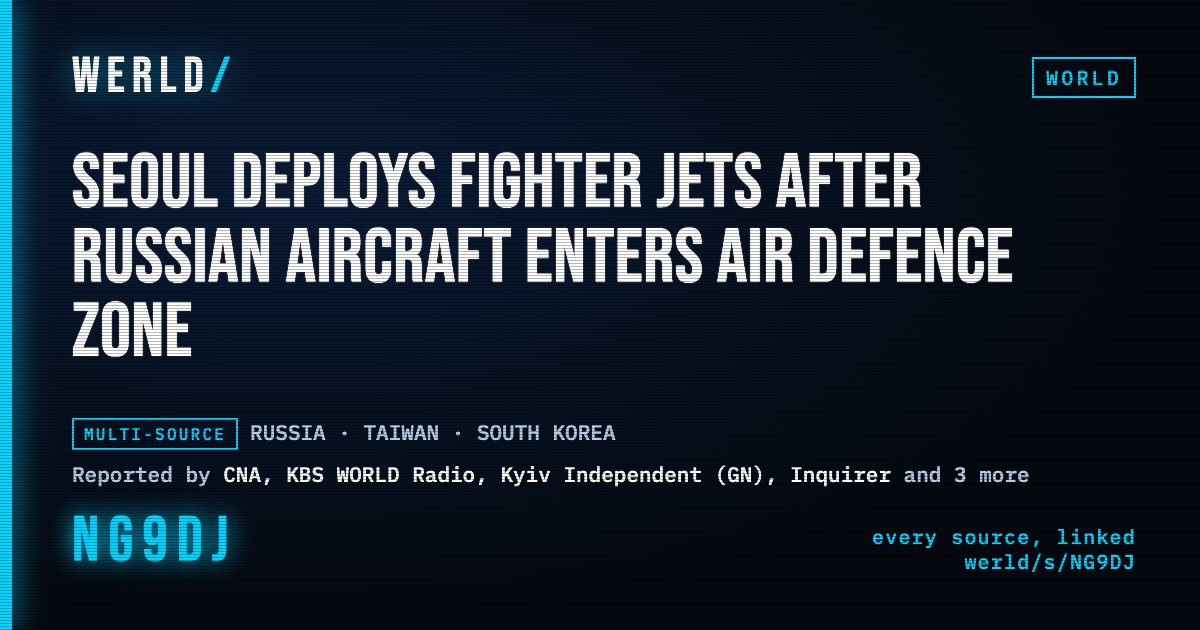 WERLD/
WORLD
SEOUL DEPLOYS FIGHTER JETS AFTER
RUSSIAN AIRCRAFT ENTERS AIR DEFENCE
ZONE
MULTI-SOURCE RUSSIA · TAIWAN · SOUTH KOREA
Reported by CNA, KBS WORLD Radio, Kyiv Independent (GN), Inquirer and 3 more
NG9DJ
every source, linked
werld/s/NG9DJ